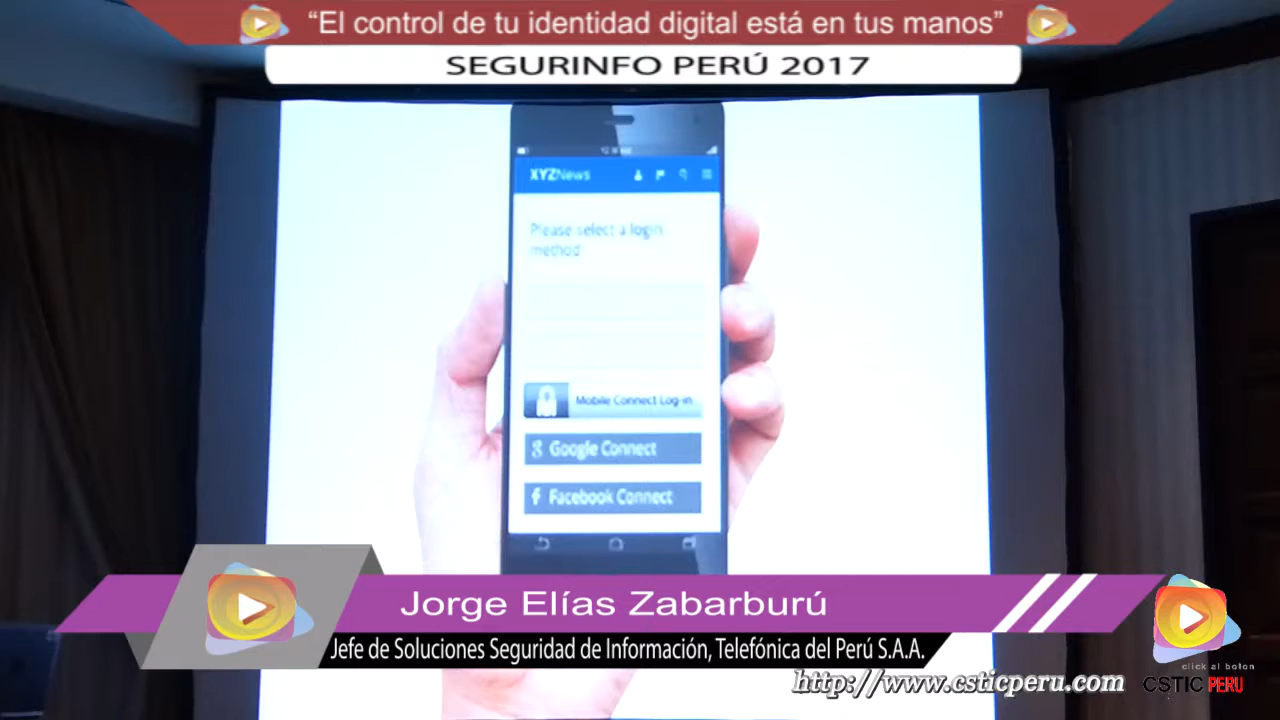 “El control de tu identidad digital está en tus manos”
SEGURINFO PERÚ 2017
XYZNews
Please select a login
method
Mobile Connect Log-in
Google Connect
Facebook Connect
Jorge Elías Zabarburú
Jefe de Soluciones Seguridad de Información, Telefónica del Perú S.A.A.
http://www.csticperu.com
click al boton
CSTIC PERU